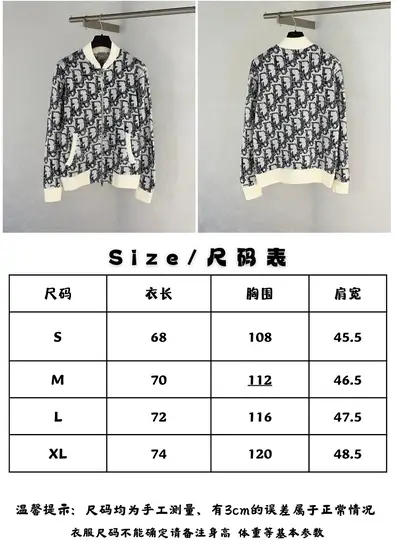 Size/尺码表
尺码 衣长 胸围 肩宽
S 68 108 45.5
M 70 112 46.5
L 72 116 47.5
XL 74 120 48.5
温馨提示: 尺码均为手工测量、有3cm的误差属于正常情况
衣服尺码不能确定请备注身高 体重等基本参数